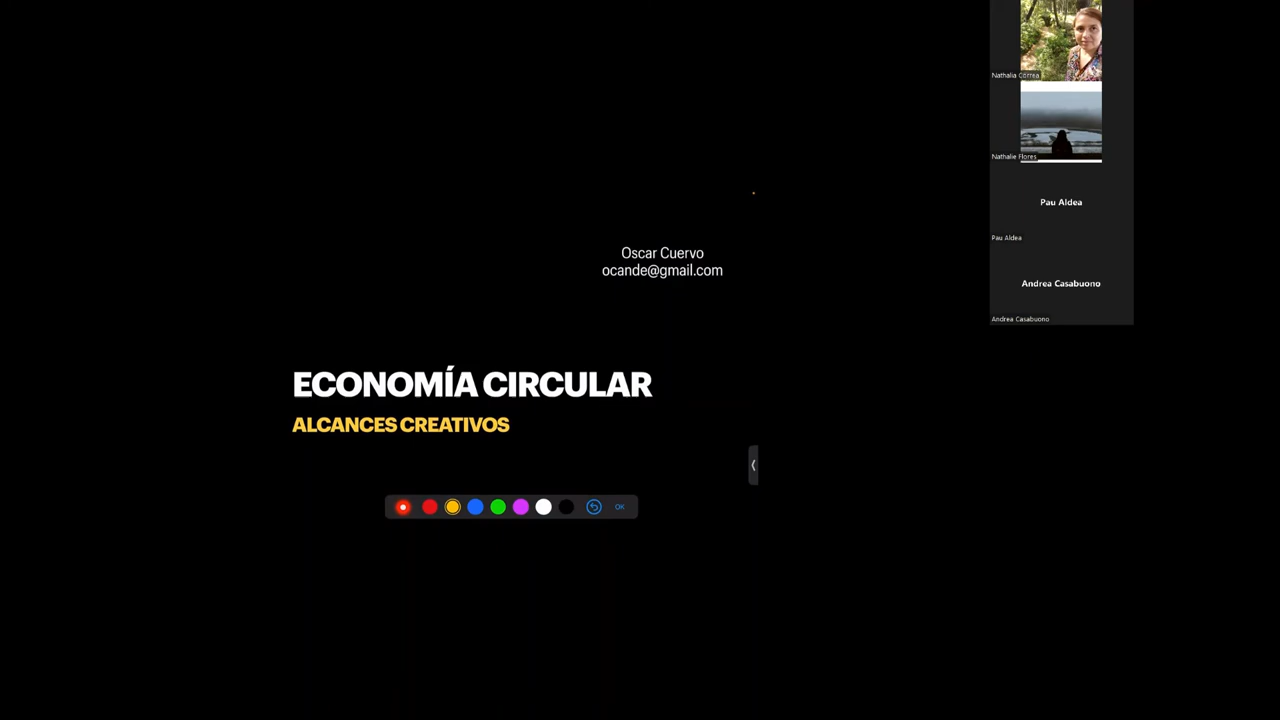 Nathalia Correa
Nathalie Flores
Pau Aldea
Pau Aldea
Andrea Casabuono
Andrea Casabuono
Oscar Cuervo
ocande@gmail.com
ECONOMÍA CIRCULAR
ALCANCES CREATIVOS
OK